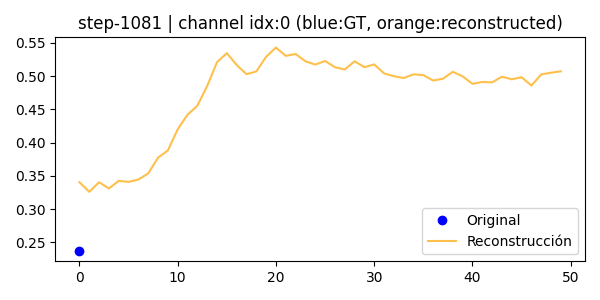 step-1081 | channel idx:0 (blue:GT, orange:reconstructed)
0.55
0.50
0.45
0.40
0.35
0.30
0.25
Original
Reconstrucción
0 10 20 30 40 50